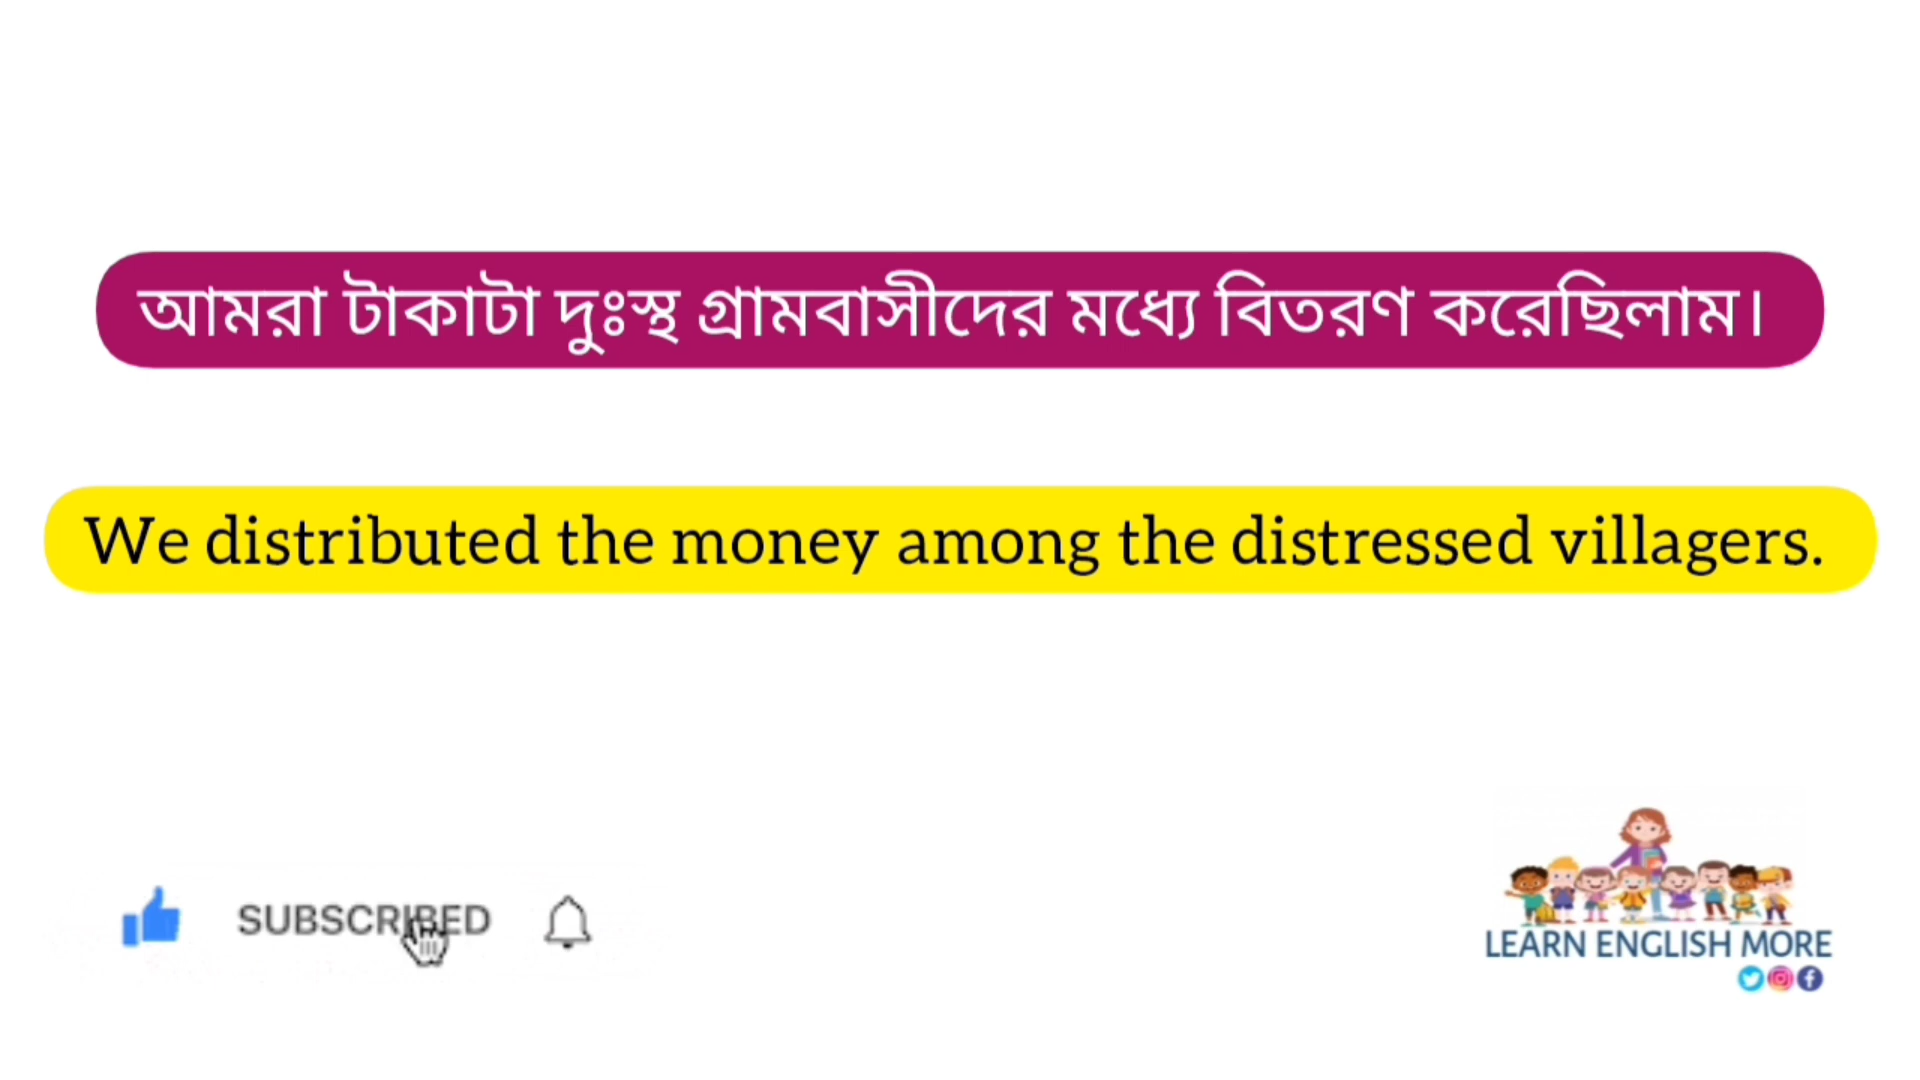 আমরা টাকাটা দুঃস্থ গ্রামবাসীদের মধ্যে বিতরণ করেছিলাম।
We distributed the money among the distressed villagers.
SUBSCRIBED
LEARN ENGLISH MORE